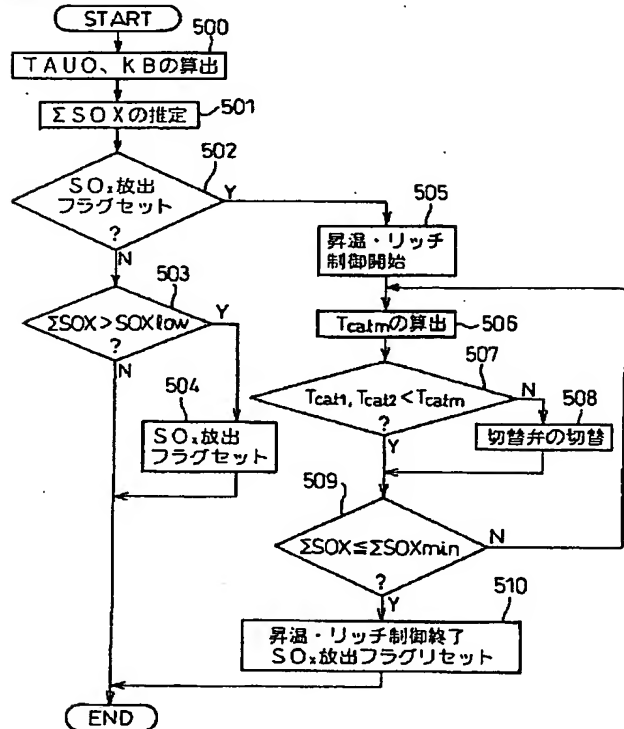 START
500
TAUO、KBの算出
501
ΣSOXの推定
502
SOx放出
フラグセット
?
Y
N
503
ΣSOX>SOXlow
?
Y
N
504
SOx放出
フラグセット
505
昇温・リッチ
制御開始
Tcatmの算出
506
507
Tcat1, Tcat2<Tcatm
?
N
Y
508
切替弁の切替
509
ΣSOX≦ΣSOXmin
?
N
Y
510
昇温・リッチ制御終了
SOx放出フラグリセット
END